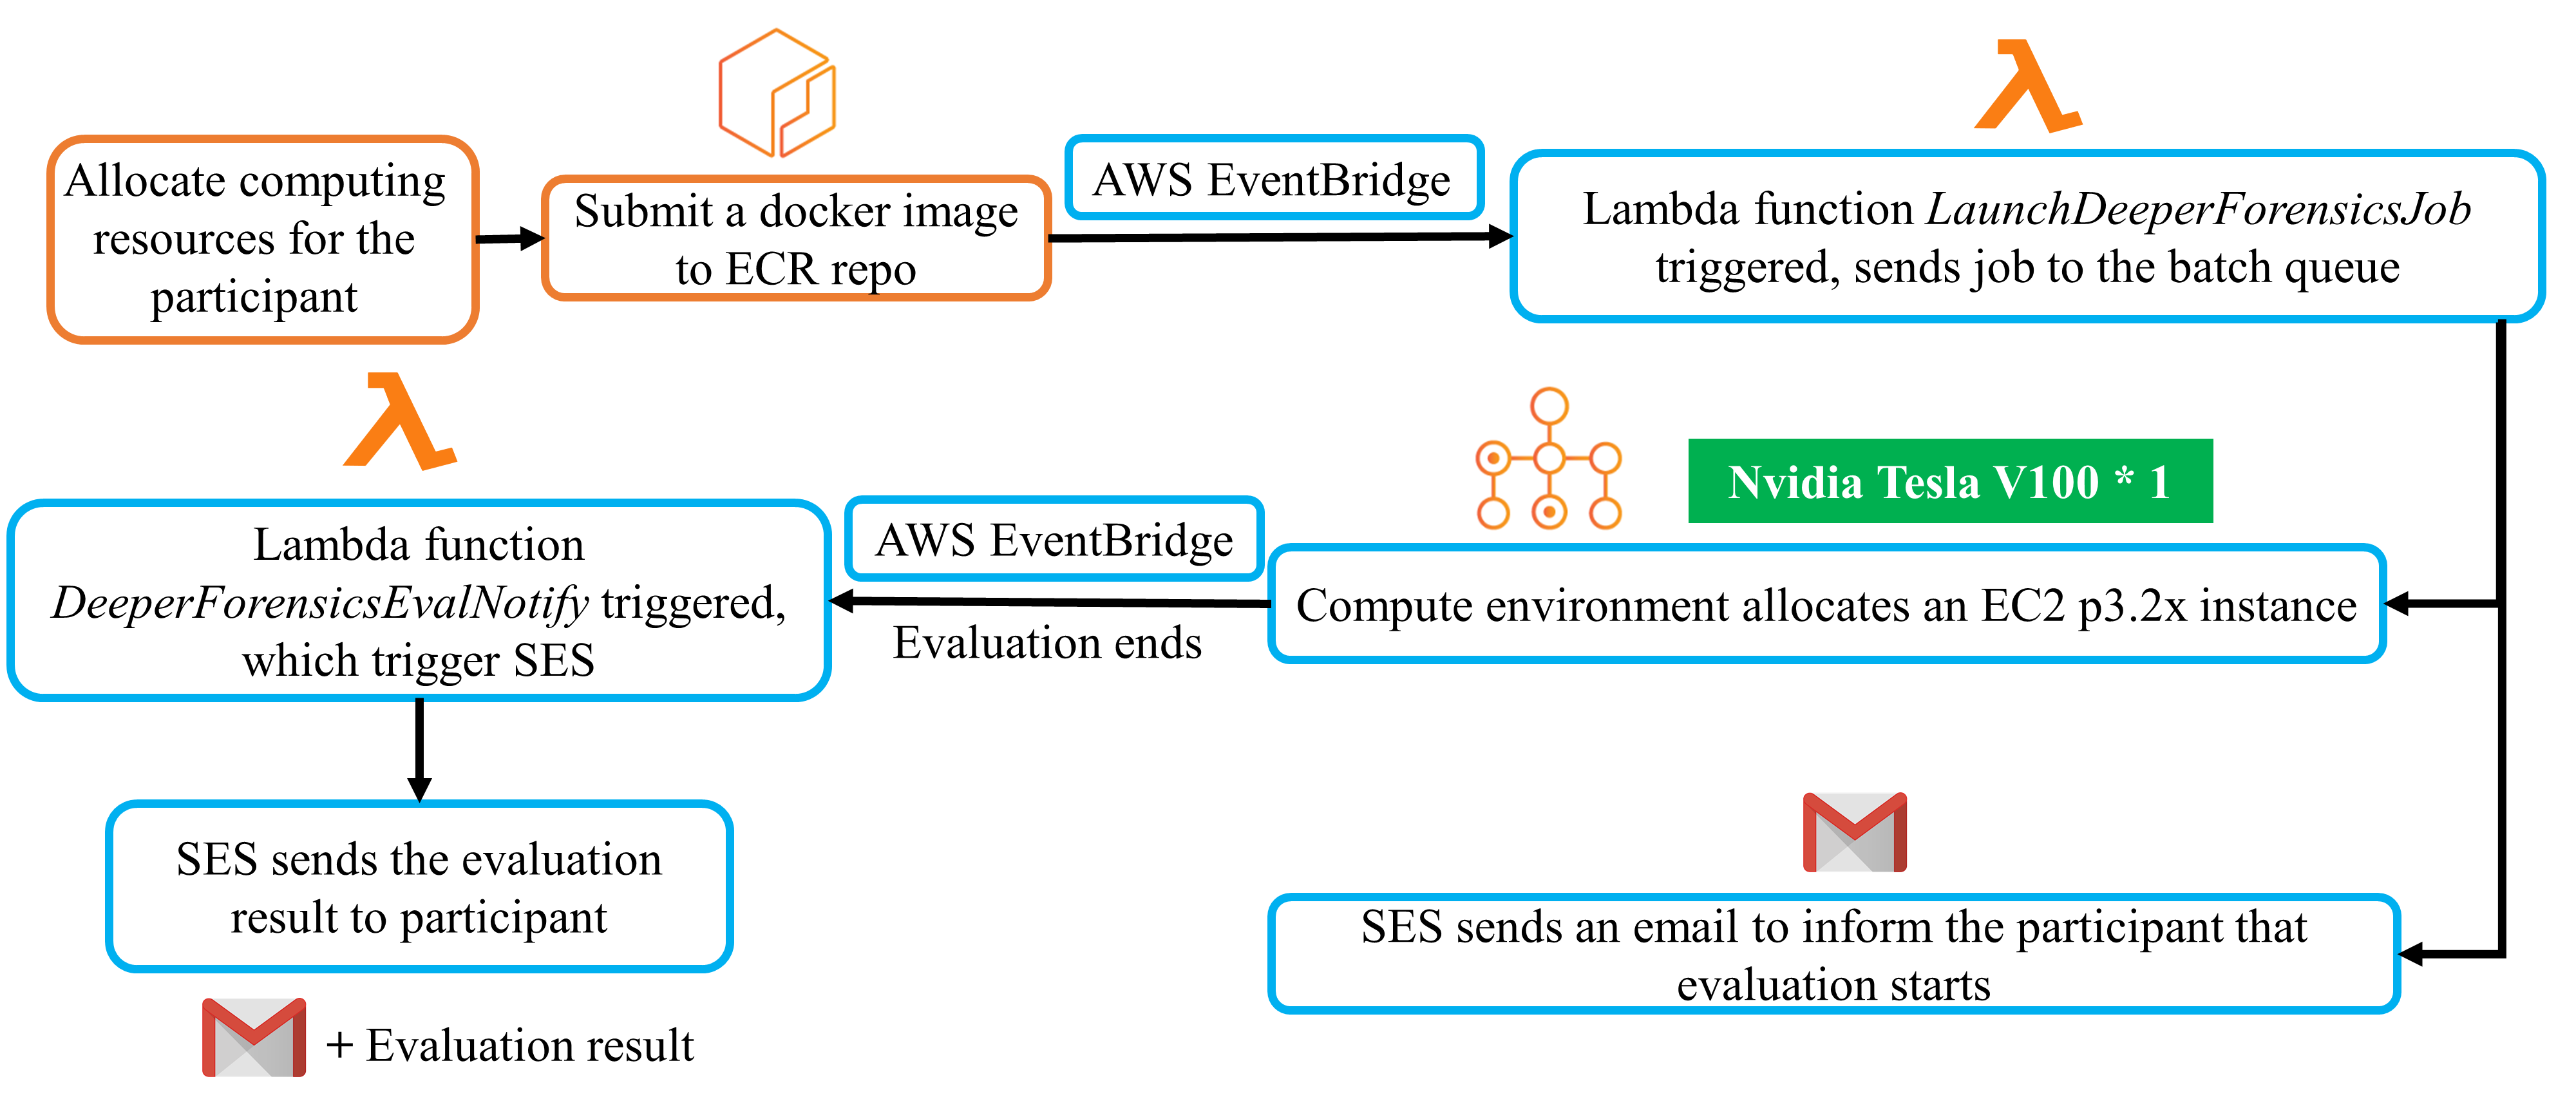 Allocate computing
resources for the
participant
Submit a docker image
to ECR repo
AWS EventBridge
Lambda function LaunchDeeperForensicsJob
triggered, sends job to the batch queue
Nvidia Tesla V100 * 1
Compute environment allocates an EC2 p3.2x instance
AWS EventBridge
Evaluation ends
Lambda function
DeeperForensicsEvalNotify triggered,
which trigger SES
SES sends the evaluation
result to participant
+ Evaluation result
SES sends an email to inform the participant that
evaluation starts